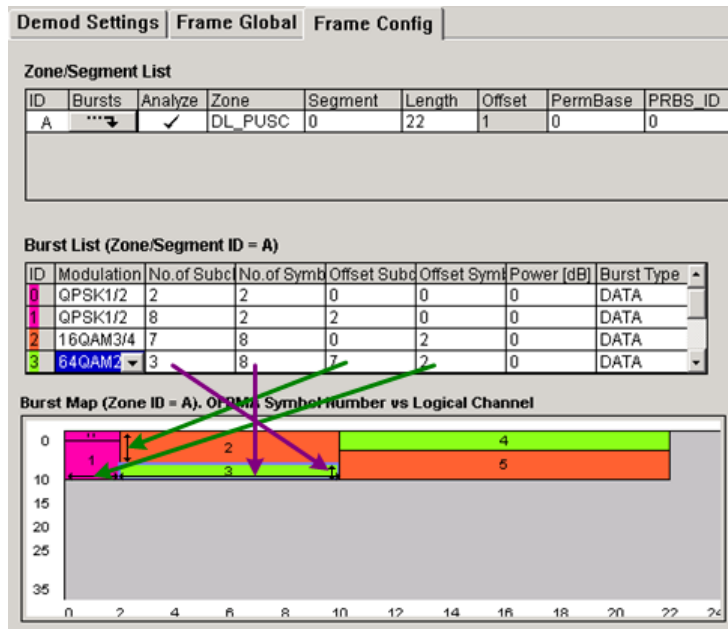 Demod Settings Frame Global Frame Config
Zone/Segment List
ID Bursts Analyze Zone Segment Length Offset PermBase PRBS_ID
A DL_PUSC 0 22 1 0 0
Burst List (Zone/Segment ID = A)
ID Modulation No.of Subcl No.of Symb Offset Subc Offset Syml Power [dB] Burst Type
0 QPSK1/2 2 2 0 0 0 DATA
1 QPSK1/2 8 2 2 0 0 DATA
2 16QAM3/4 7 8 0 2 0 DATA
3 64QAM2 3 8 7 2 0 DATA
Burst Map (Zone ID = A). OFDMA Symbol Number vs Logical Channel
0 2 4
1 3 5
10
15
20
25
35
0 2 4 6 8 10 12 14 16 18 20 22 24